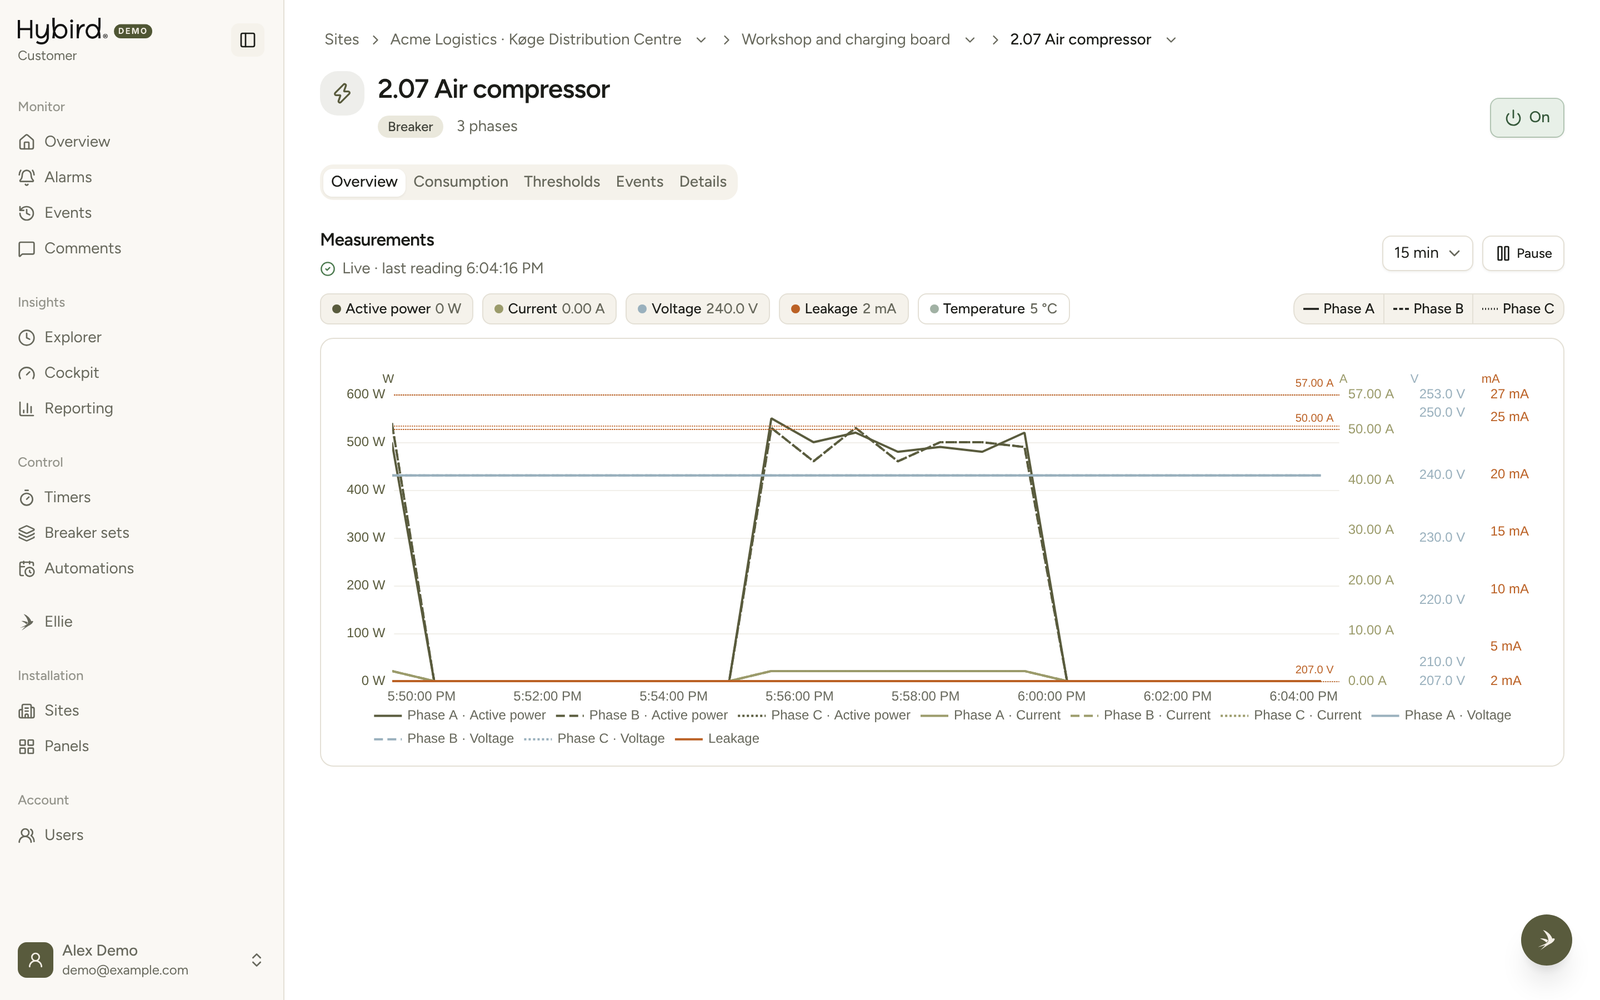 Hybird® DEMO
Customer
Monitor
Overview
Alarms
Events
Comments
Insights
Explorer
Cockpit
Reporting
Control
Timers
Breaker sets
Automations
Ellie
Installation
Sites
Panels
Account
Users
Alex Demo
demo@example.com
Sites Acme Logistics · Køge Distribution Centre Workshop and charging board 2.07 Air compressor
2.07 Air compressor
Breaker 3 phases
On
Overview Consumption Thresholds Events Details
Measurements
Live · last reading 6:04:16 PM
15 min Pause
Active power 0 W Current 0.00 A Voltage 240.0 V Leakage 2 mA Temperature 5 °C
Phase A Phase B Phase C
W
600 W
500 W
400 W
300 W
200 W
100 W
0 W
57.00 A
50.00 A
207.0 V
A
57.00 A
50.00 A
40.00 A
30.00 A
20.00 A
10.00 A
0.00 A
V
253.0 V
250.0 V
240.0 V
230.0 V
220.0 V
210.0 V
207.0 V
mA
27 mA
25 mA
20 mA
15 mA
10 mA
5 mA
2 mA
5:50:00 PM 5:52:00 PM 5:54:00 PM 5:56:00 PM 5:58:00 PM 6:00:00 PM 6:02:00 PM 6:04:00 PM
Phase A · Active power Phase B · Active power Phase C · Active power Phase A · Current Phase B · Current Phase C · Current Phase A · Voltage
Phase B · Voltage Phase C · Voltage Leakage